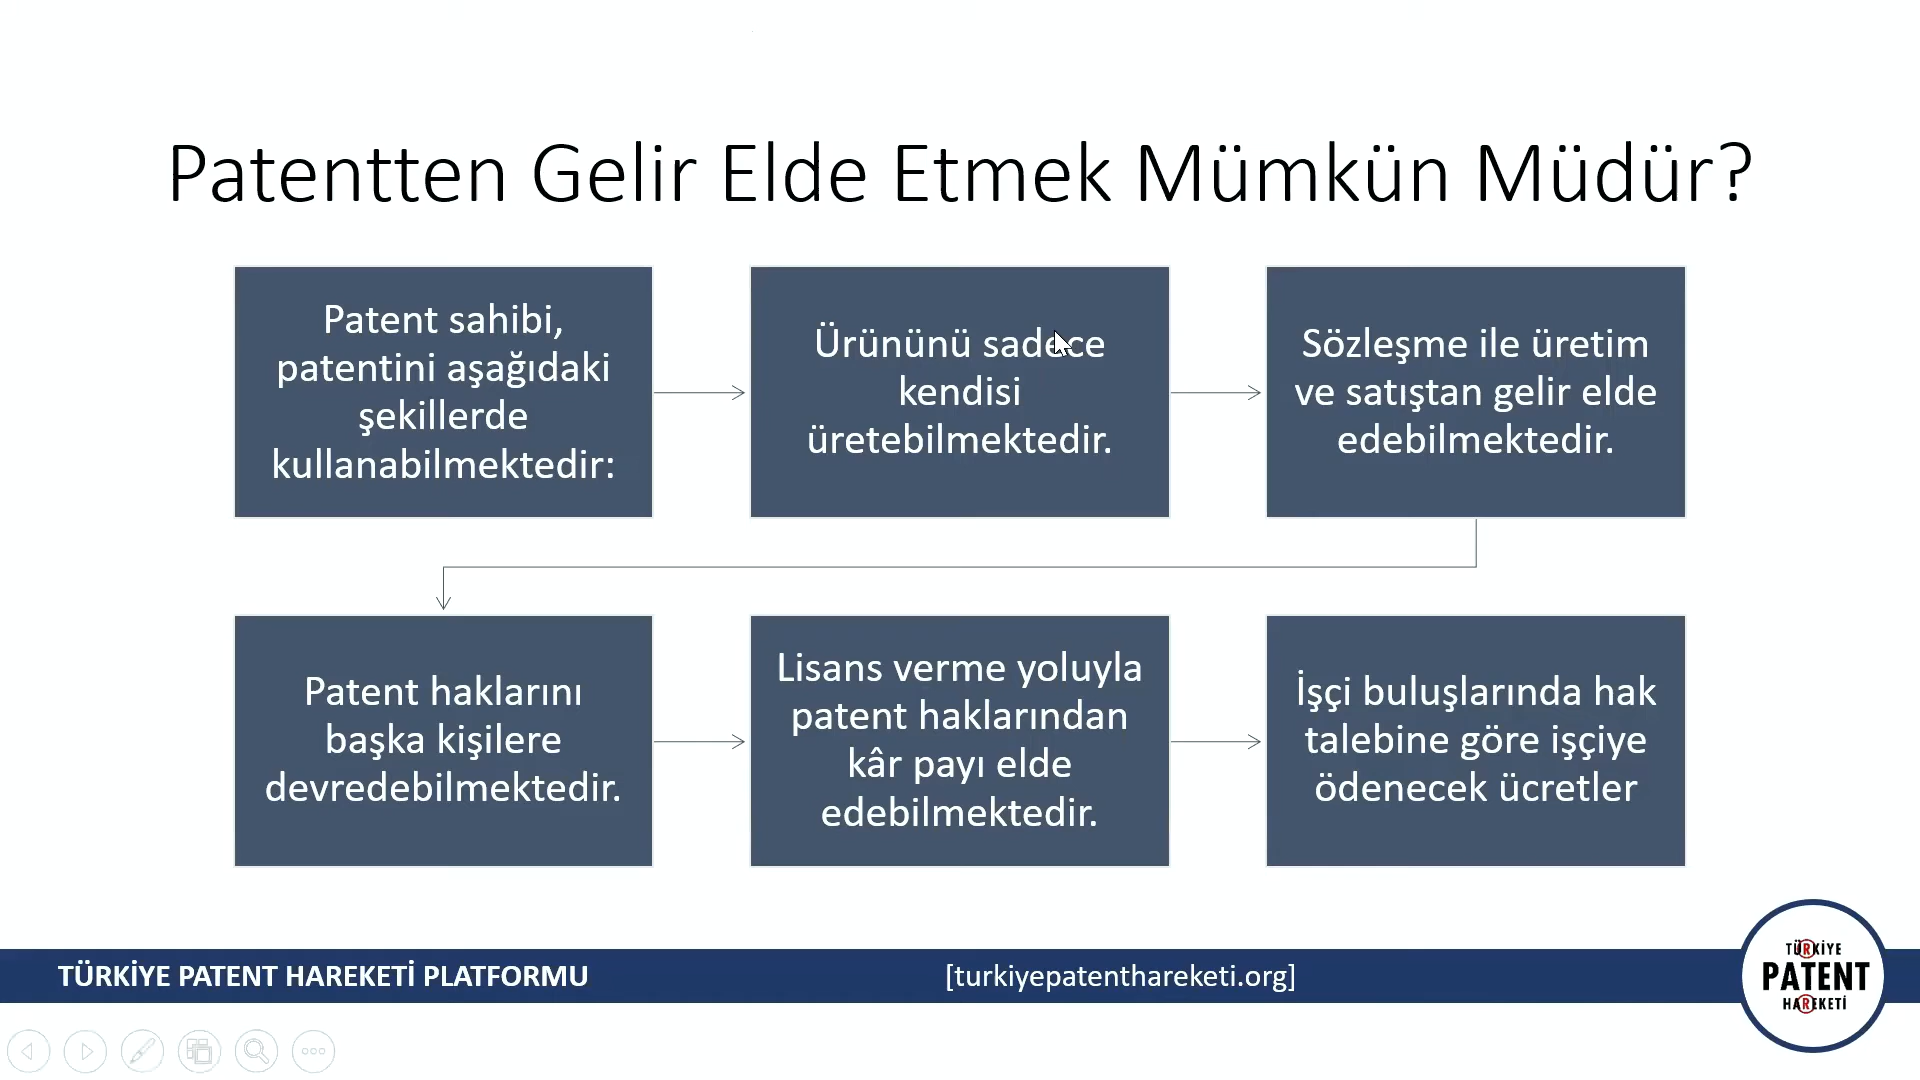 Patentten Gelir Elde Etmek Mümkün Müdür?
Patent sahibi,
patentini aşağıdaki
şekillerde
kullanabilmektedir:
Ürününü sadece
kendisi
üretebilmektedir.
Sözleşme ile üretim
ve satıştan gelir elde
edebilmektedir.
Patent haklarını
başka kişilere
devredebilmektedir.
Lisans verme yoluyla
patent haklarından
kâr payı elde
edebilmektedir.
İşçi buluşlarında hak
talebine göre işçiye
ödenecek ücretler
TÜRKİYE PATENT HAREKETİ PLATFORMU
[turkiyepatenthareketi.org]
TÜRKİYE
PATENT
HAREKETİ